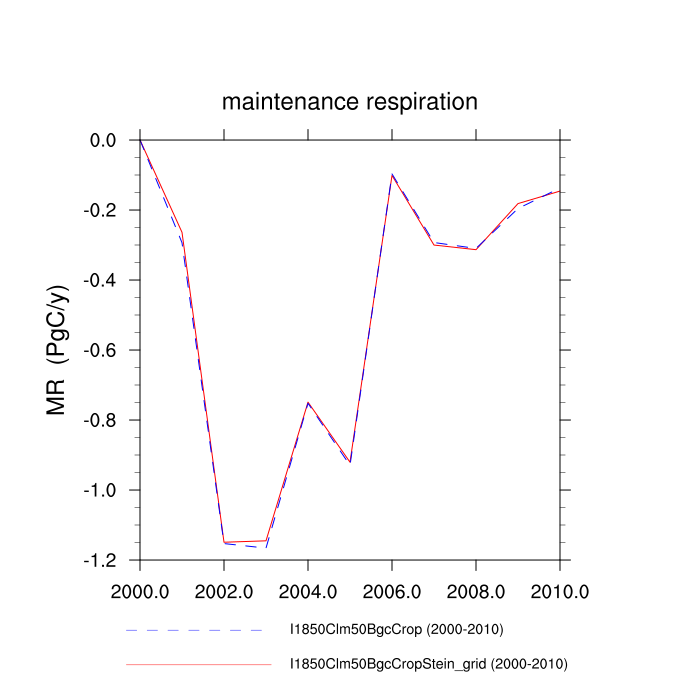 maintenance respiration
0.0
-0.2
-0.4
-0.6
-0.8
-1.0
-1.2
MR (PgC/y)
2000.0 2002.0 2004.0 2006.0 2008.0 2010.0
I1850Clm50BgcCrop (2000-2010)
I1850Clm50BgcCropStein_grid (2000-2010)